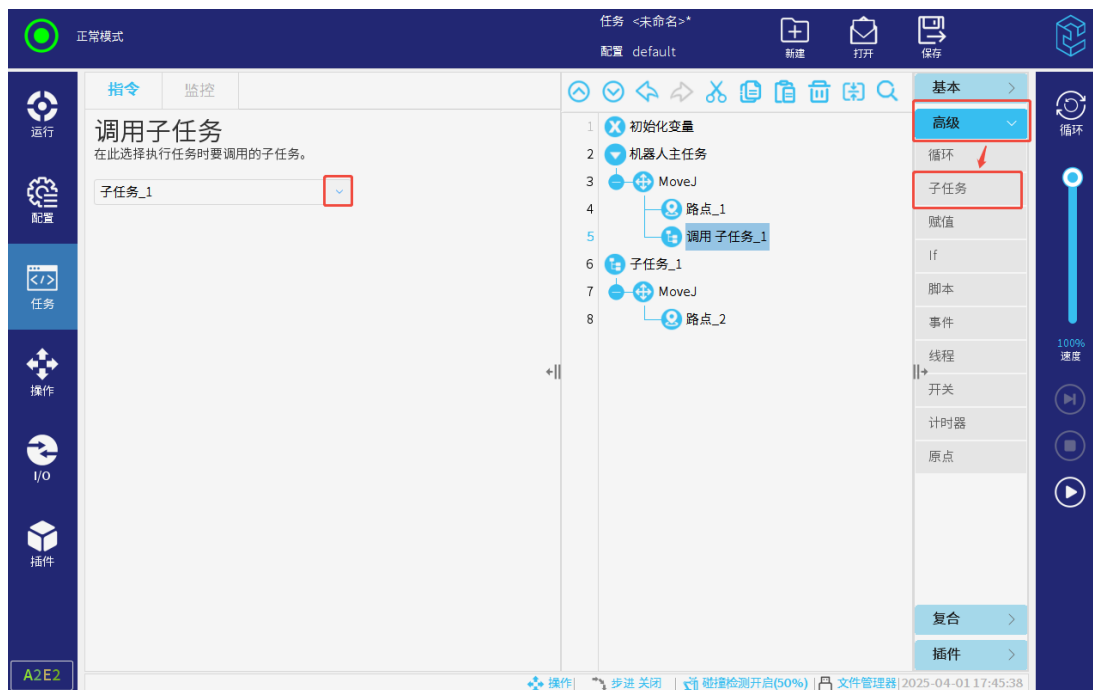 正常模式
任务 <未命名>*
配置 default
新建
打开
保存
运行
配置
任务
操作
I/O
插件
A2E2
指令
监控
调用子任务
在此选择执行任务时要调用的子任务。
子任务_1
1 初始化变量
2 机器人主任务
3 MoveJ
4 路点_1
5 调用 子任务_1
6 子任务_1
7 MoveJ
8 路点_2
基本
高级
循环
子任务
赋值
If
脚本
事件
线程
开关
计时器
原点
复合
插件
循环
100%
速度
操作| 步进 关闭 | 碰撞检测开启(50%) | 文件管理器| 2025-04-01 17:45:38